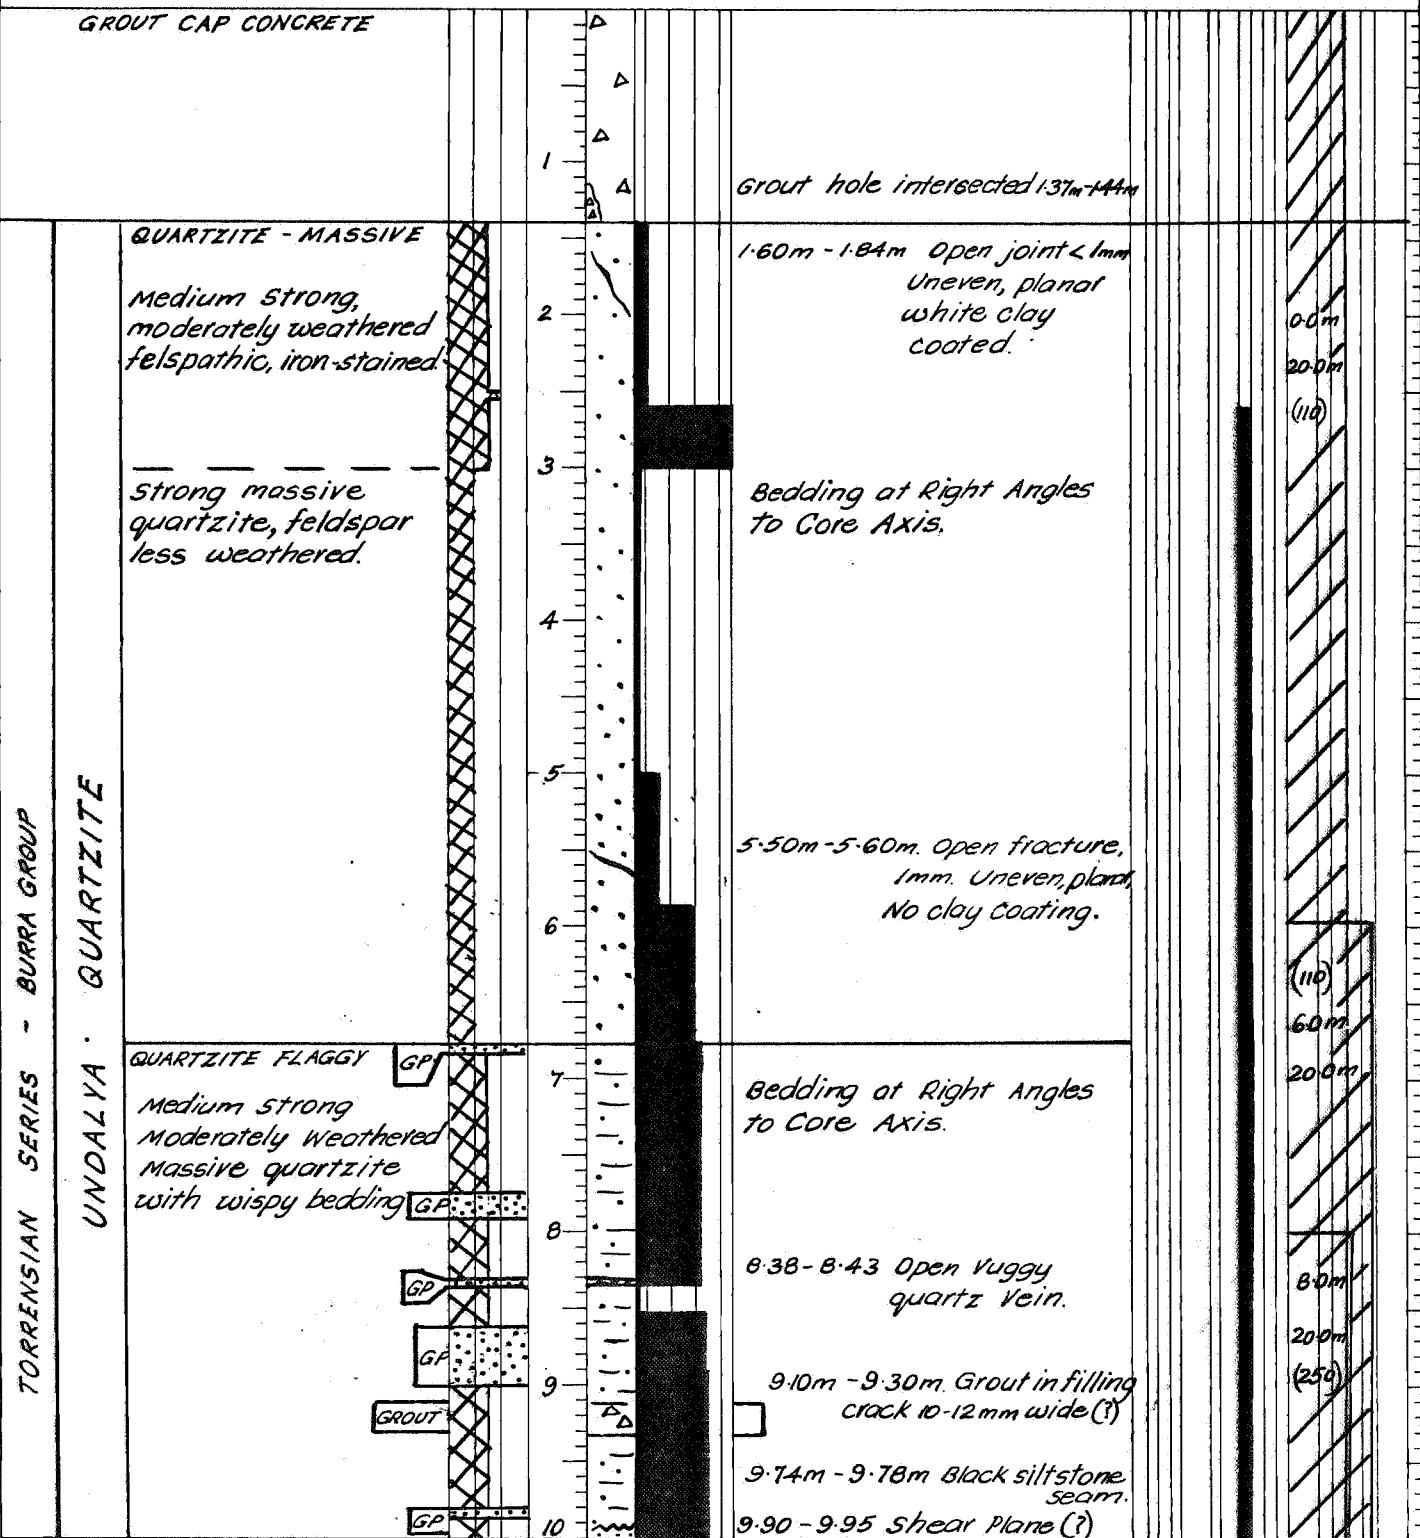 GROUT CAP CONCRETE
1
Grout hole intersected 1.37m-1.44m
QUARTZITE - MASSIVE
Medium Strong,
moderately weathered
felspathic, iron-stained.
1.60m - 1.84m Open joint < 1mm
Uneven, planar
white clay
coated.
2
0.0m
20.0m
(110)
3
Strong massive
quartzite, feldspar
less weathered.
Bedding at Right Angles
to Core Axis.
4
5
5.50m - 5.60m. Open fracture,
1mm. Uneven, planar,
No clay coating.
6
(110)
6.0m
20.0m
TORRENSIAN SERIES - BURRA GROUP
UNDALYA · QUARTZITE
QUARTZITE FLAGGY
GP
Medium Strong
Moderately Weathered
Massive quartzite
with wispy bedding
GP
7
Bedding at Right Angles
to Core Axis.
8
GP
8.38 - 8.43 Open Vuggy
quartz Vein.
8.0m
20.0m
(250)
GP
9
9.10m - 9.30m. Grout in filling
crack 10-12mm wide (?)
GROUT
9.74m - 9.78m Black siltstone
seam.
GP
10
9.90 - 9.95 Shear Plane (?)